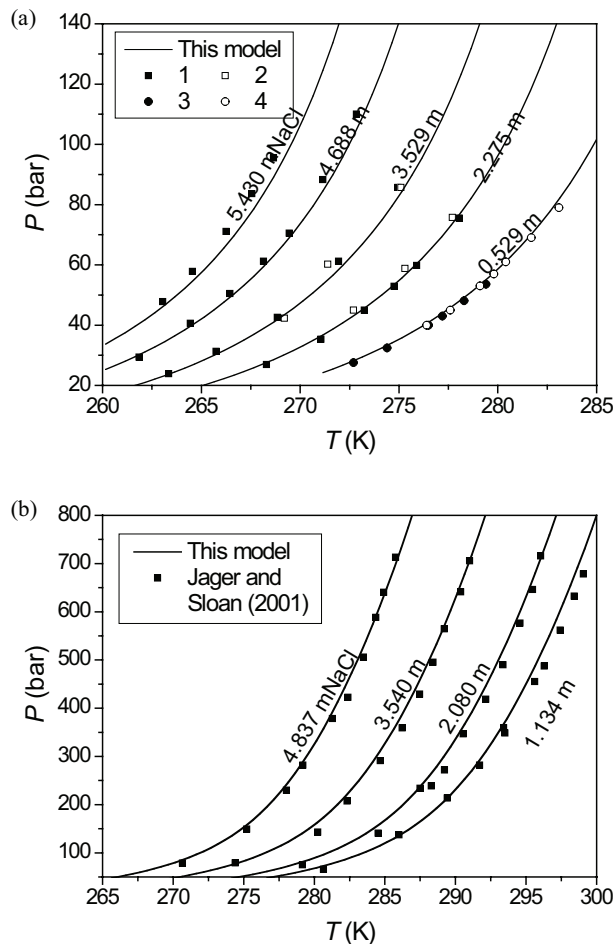 (a)
140
120
100
80
60
40
20
P (bar)
This model
1 2
3 4
5.430 mNaCl
4.688 m
3.529 m
2.275 m
0.529 m
260 265 270 275 280 285
T (K)
(b)
800
700
600
500
400
300
200
100
P (bar)
This model
Jager and
Sloan (2001)
4.837 mNaCl
3.540 m
2.080 m
1.134 m
265 270 275 280 285 290 295 300
T (K)